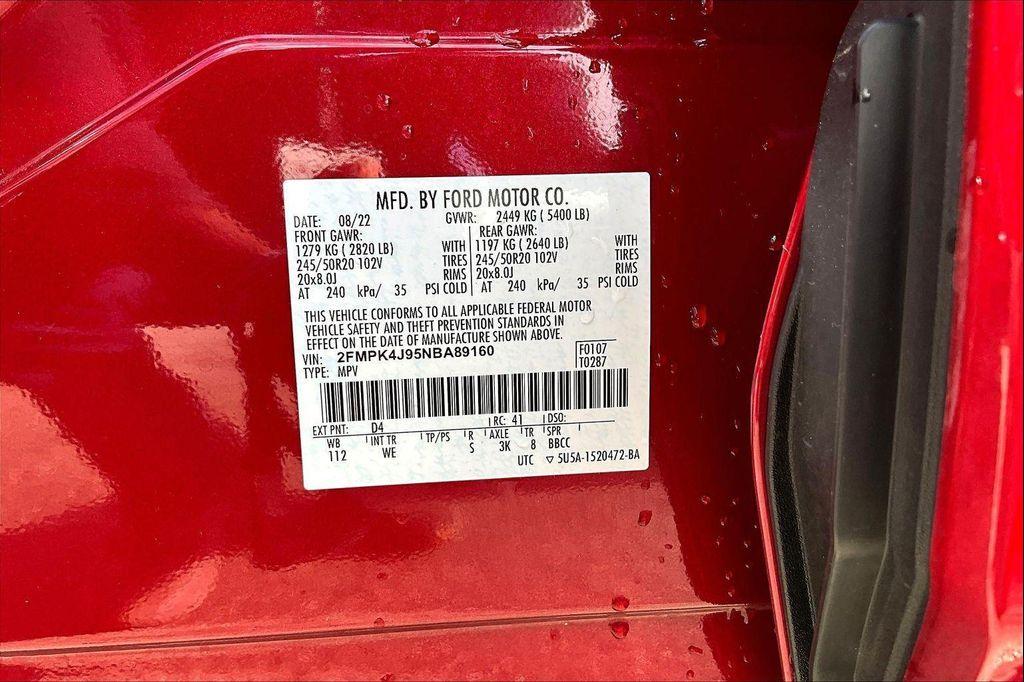 MFD. BY FORD MOTOR CO.
DATE: 08/22 GVWR: 2449 KG ( 5400 LB)
FRONT GAWR: REAR GAWR:
1279 KG ( 2820 LB) WITH 1197 KG ( 2640 LB) WITH
245/50R20 102V TIRES 245/50R20 102V TIRES
20x8.0J RIMS 20x8.0J RIMS
AT 240 kPa/ 35 PSI COLD AT 240 kPa/ 35 PSI COLD
THIS VEHICLE CONFORMS TO ALL APPLICABLE FEDERAL MOTOR
VEHICLE SAFETY AND THEFT PREVENTION STANDARDS IN
EFFECT ON THE DATE OF MANUFACTURE SHOWN ABOVE.
VIN: 2FMPK4J95NBA89160 F0107
TYPE: MPV T0287
EXT PNT: D4 RC: 41 DSO:
WB INT TR TP/PS R AXLE TR SPR
112 WE S 3K 8 BBCC
UTC ▽ 5U5A-1520472-BA